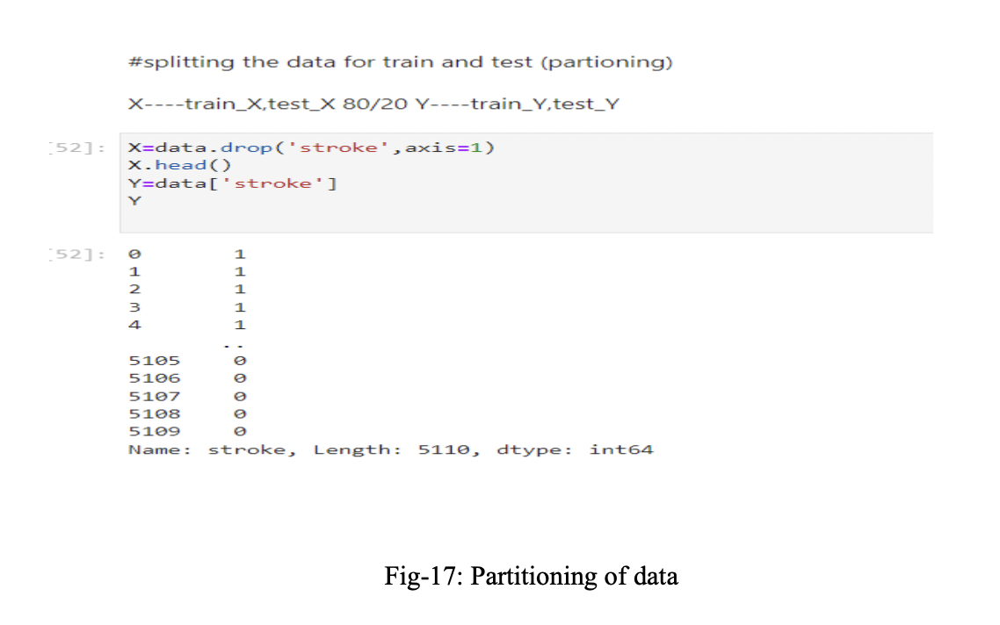 #splitting the data for train and test (partioning)
X----train_X,test_X 80/20 Y----train_Y,test_Y
[52]: X=data.drop('stroke',axis=1)
X.head()
Y=data['stroke']
Y
[52]: 0 1
1 1
2 1
3 1
4 1
..
5105 0
5106 0
5107 0
5108 0
5109 0
Name: stroke, Length: 5110, dtype: int64
Fig-17: Partitioning of data